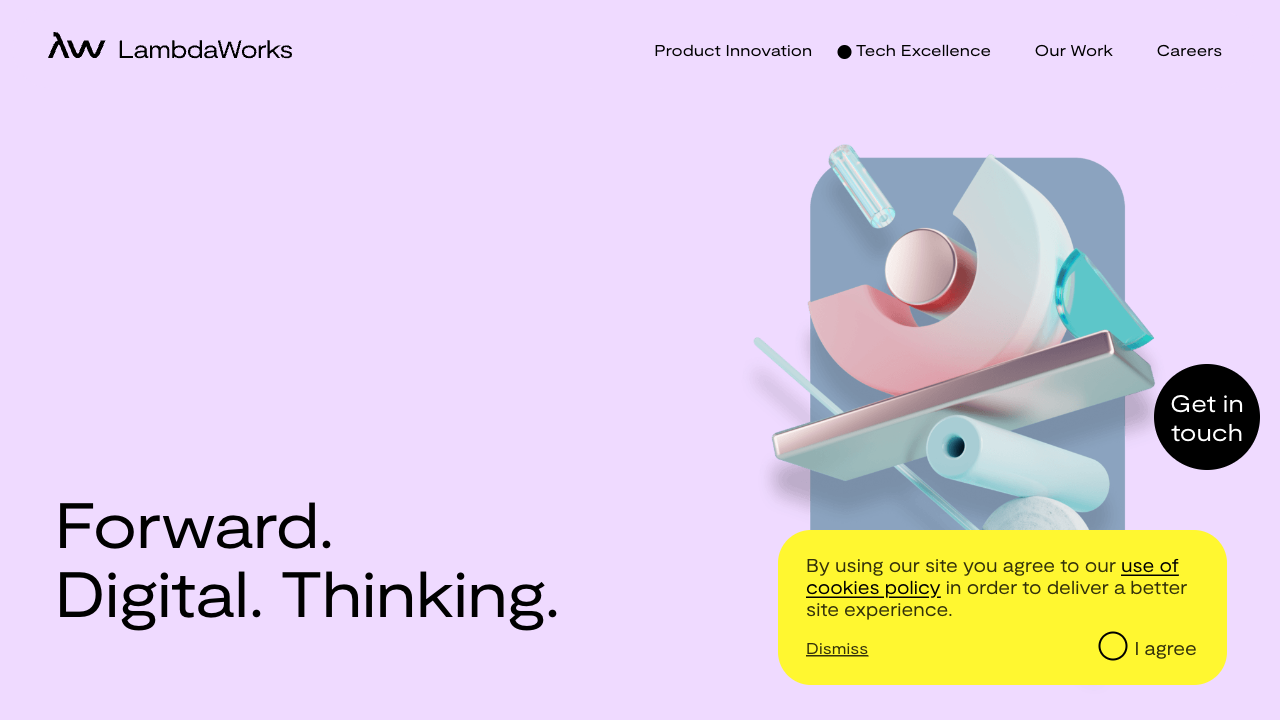 λw LambdaWorks
Product Innovation Tech Excellence Our Work Careers
Get in
touch
Forward.
Digital. Thinking.
By using our site you agree to our use of
cookies policy in order to deliver a better
site experience.
Dismiss I agree